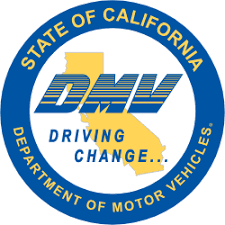 STATE OF CALIFORNIA
DMV
DRIVING
CHANGE...
DEPARTMENT OF MOTOR VEHICLES®